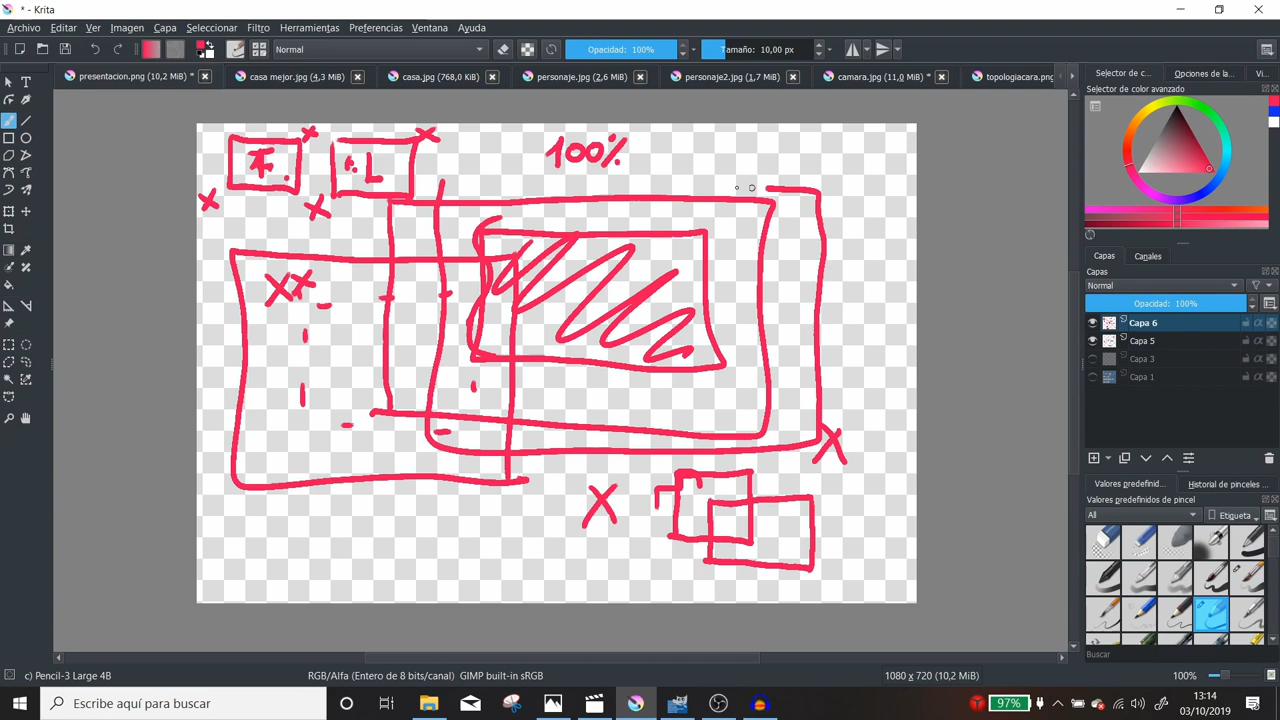 * - Krita
Archivo Editar Ver Imagen Capa Seleccionar Filtro Herramientas Preferencias Ventana Ayuda
Normal Opacidad: 100% Tamaño: 10,00 px
presentacion.png (10,2 MiB) * casa mejor.jpg (4,3 MiB) casa.jpg (768,0 KiB) personaje.jpg (2,6 MiB) personaje2.jpg (1,7 MiB) camara.jpg (11,0 MiB) * topologiacara.png
Selector de c... Opciones de la... Vi...
Selector de color avanzado
100%
L
XX
X
X
Capas Canales
Capas
Normal
Opacidad: 100%
Capa 6
Capa 5
Capa 3
Capa 1
Valores predefinid... Historial de pinceles
Valores predefinidos de pincel
All Etiqueta
Buscar
c) Pencil-3 Large 4B RGB/Alfa (Entero de 8 bits/canal) GIMP built-in sRGB 1080 x 720 (10,2 MiB) 100%
Escribe aquí para buscar 97% 13:14
03/10/2019